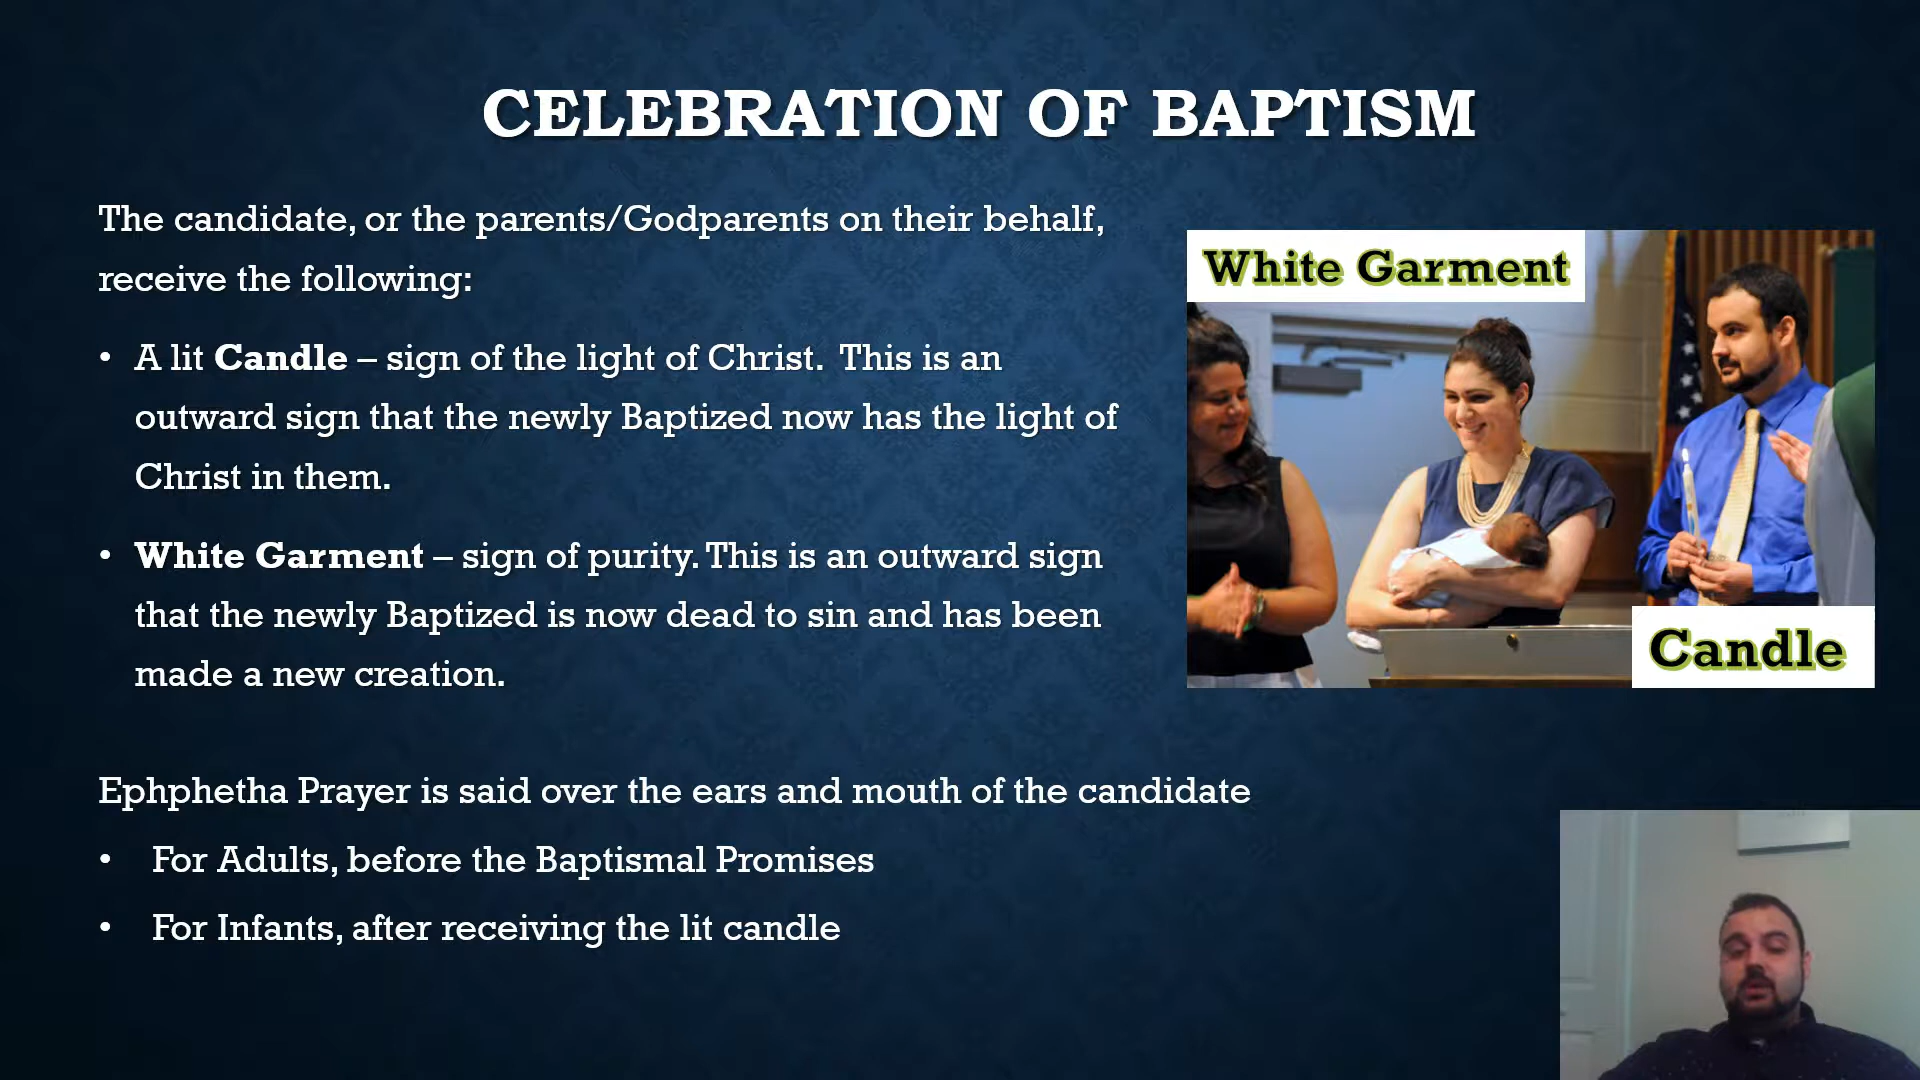 CELEBRATION OF BAPTISM
The candidate, or the parents/Godparents on their behalf,
receive the following:
• A lit Candle – sign of the light of Christ.  This is an
outward sign that the newly Baptized now has the light of
Christ in them.
• White Garment – sign of purity. This is an outward sign
that the newly Baptized is now dead to sin and has been
made a new creation.
Ephphetha Prayer is said over the ears and mouth of the candidate
• For Adults, before the Baptismal Promises
• For Infants, after receiving the lit candle
White Garment
Candle